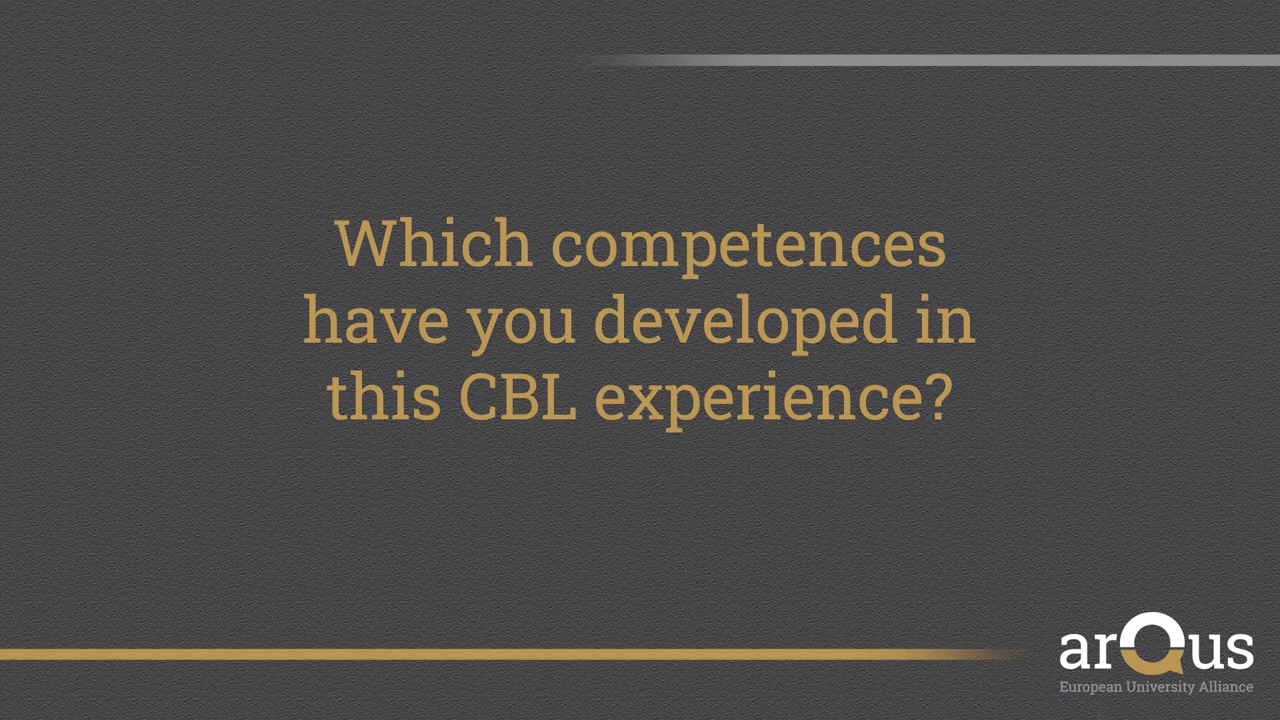 Which competences
have you developed in
this CBL experience?
arQus
European University Alliance